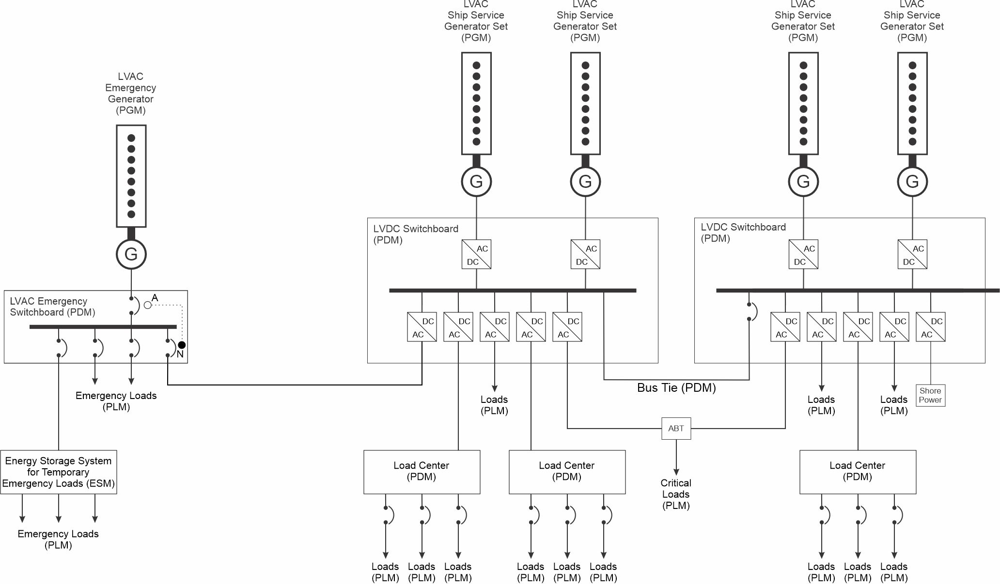 LVAC
Ship Service
Generator Set
(PGM)
LVAC
Ship Service
Generator Set
(PGM)
LVAC
Ship Service
Generator Set
(PGM)
LVAC
Ship Service
Generator Set
(PGM)
LVAC
Emergency
Generator
(PGM)
G
G
G
G
G
LVAC Emergency
Switchboard (PDM)
A
N
LVDC Switchboard
(PDM)
AC
DC
AC
DC
DC
AC
DC
AC
DC
AC
DC
AC
DC
AC
LVDC Switchboard
(PDM)
AC
DC
AC
DC
DC
AC
DC
AC
DC
AC
DC
AC
DC
AC
Emergency Loads
(PLM)
Loads
(PLM)
Bus Tie (PDM)
Loads
(PLM)
Loads
(PLM)
Shore
Power
ABT
Critical
Loads
(PLM)
Energy Storage System
for Temporary
Emergency Loads (ESM)
Emergency Loads
(PLM)
Load Center
(PDM)
Load Center
(PDM)
Load Center
(PDM)
Loads
(PLM)
Loads
(PLM)
Loads
(PLM)
Loads
(PLM)
Loads
(PLM)
Loads
(PLM)
Loads
(PLM)
Loads
(PLM)
Loads
(PLM)